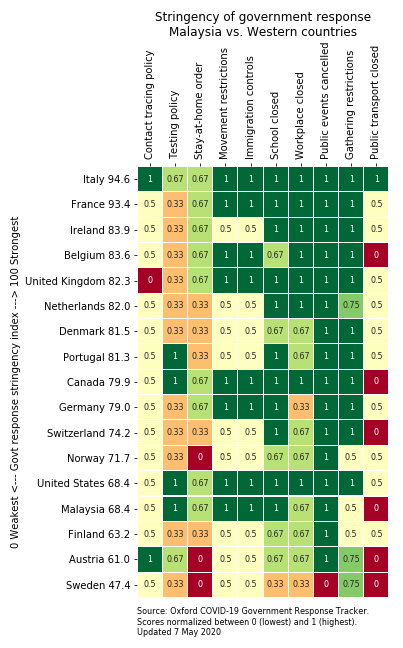 Stringency of government response
Malaysia vs. Western countries
Contact tracing policy
Testing policy
Stay-at-home order
Movement restrictions
Immigration controls
School closed
Workplace closed
Public events cancelled
Gathering restrictions
Public transport closed
0 Weakest <--- Govt response stringency index ---> 100 Strongest
Italy 94.6 1 0.67 0.67 1 1 1 1 1 1 1
France 93.4 0.5 0.33 0.67 1 1 1 1 1 1 0.5
Ireland 83.9 0.5 0.33 0.67 0.5 0.5 1 1 1 1 0.5
Belgium 83.6 0.5 0.33 0.67 1 1 0.67 1 1 1 0
United Kingdom 82.3 0 0.33 0.67 1 1 1 1 1 1 0.5
Netherlands 82.0 0.5 0.33 0.33 0.5 0.5 1 1 1 0.75 0.5
Denmark 81.5 0.5 0.33 0.33 0.5 0.5 0.67 0.67 1 1 0.5
Portugal 81.3 0.5 1 0.33 0.5 0.5 1 0.67 1 1 0.5
Canada 79.9 0.5 1 0.67 1 1 1 1 1 1 0
Germany 79.0 0.5 0.33 0.67 1 1 1 0.33 1 1 0.5
Switzerland 74.2 0.5 0.33 0.33 0.5 0.5 1 0.67 1 1 0
Norway 71.7 0.5 0.33 0 0.5 0.5 0.67 0.67 1 0.5 0.5
United States 68.4 0.5 1 0.67 1 1 1 1 1 1 0.5
Malaysia 68.4 0.5 1 0.67 1 1 1 0.67 1 0.5 0
Finland 63.2 0.5 0.33 0.33 0.5 0.5 0.67 0.67 1 0.5 0.5
Austria 61.0 1 0.67 0 0.5 0.5 0.67 0.67 1 0.75 0
Sweden 47.4 0.5 0.33 0 0.5 0.5 0.33 0.33 0 0.75 0
Source: Oxford COVID-19 Government Response Tracker.
Scores normalized between 0 (lowest) and 1 (highest).
Updated 7 May 2020